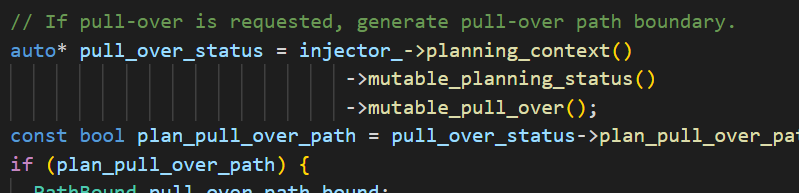 // If pull-over is requested, generate pull-over path boundary.
auto* pull_over_status = injector_->planning_context()
->mutable_planning_status()
->mutable_pull_over();
const bool plan_pull_over_path = pull_over_status->plan_pull_over_pa
if (plan_pull_over_path) {
PathBound pull_over_path_bound;